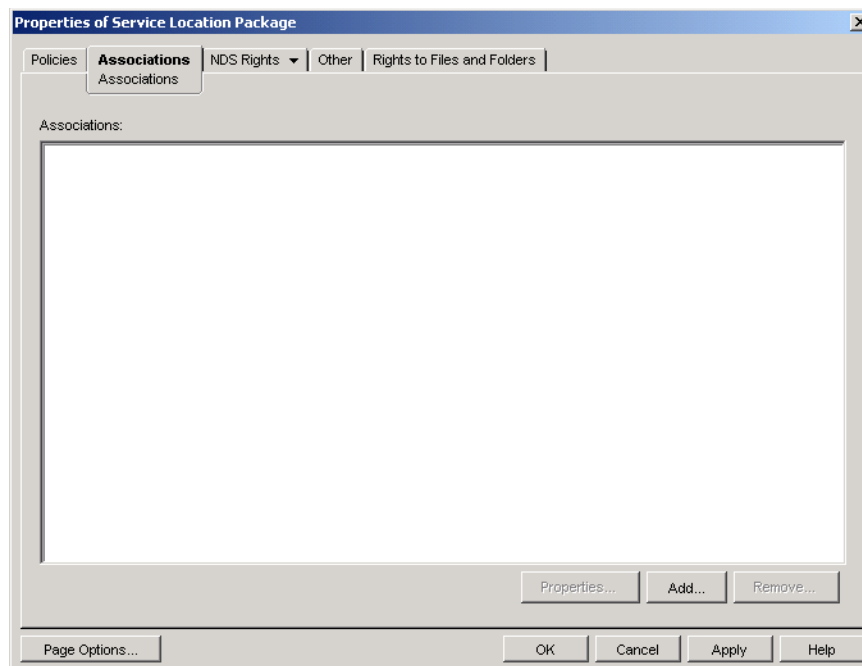 Properties of Service Location Package
Policies Associations NDS Rights Other Rights to Files and Folders
Associations
Associations:
Properties... Add... Remove...
Page Options... OK Cancel Apply Help